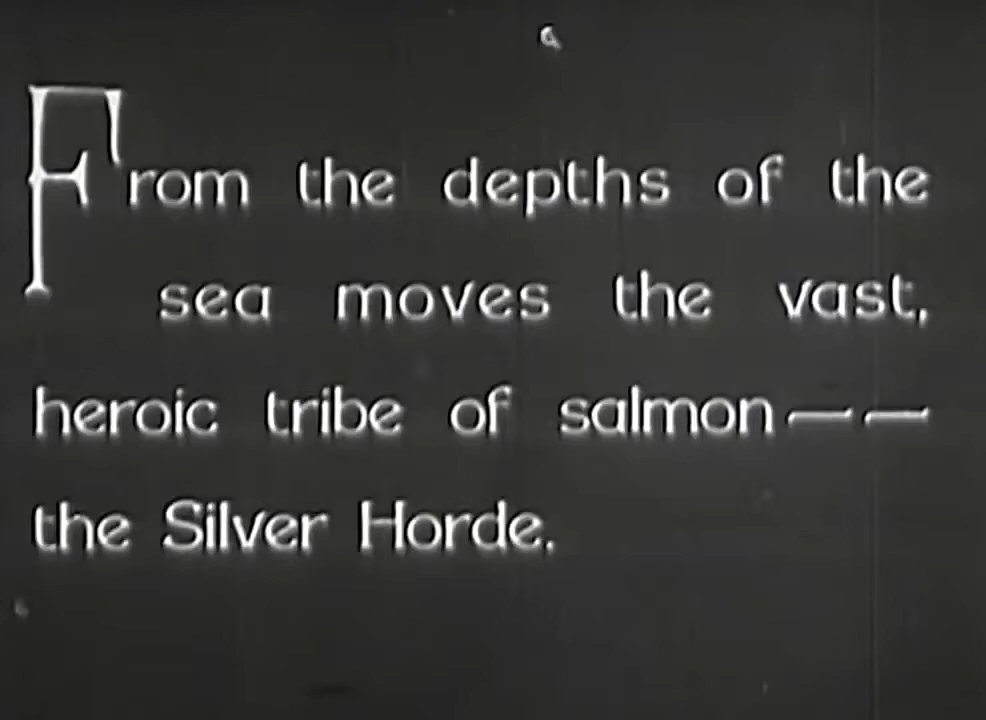 From the depths of the
sea moves the vast,
heroic tribe of salmon——
the Silver Horde.